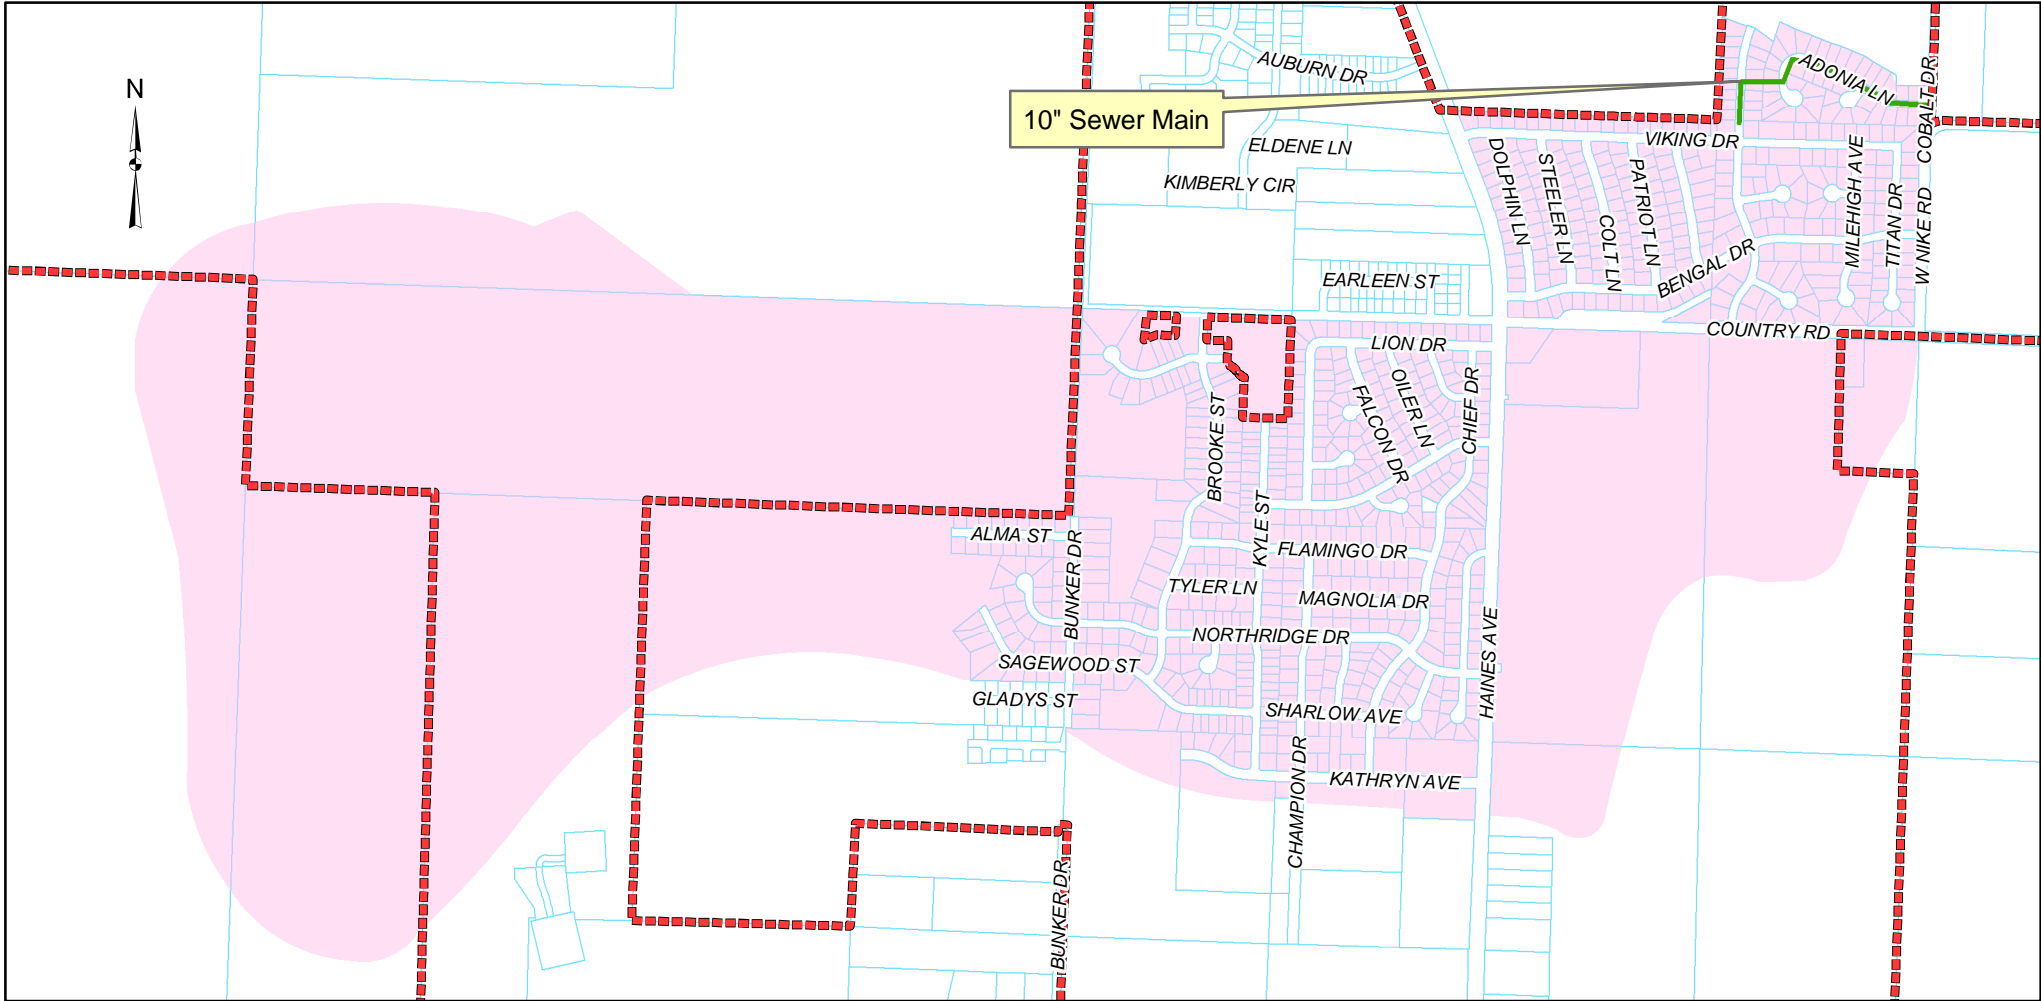 N
10" Sewer Main
AUBURN DR
ADONIA LN
COBALT DR
ELDENE LN
KIMBERLY CIR
VIKING DR
DOLPHIN LN
STEELER LN
COLT LN
PATRIOT LN
BENGAL DR
MILEHIGH AVE
TITAN DR
W NIKE RD
EARLEEN ST
COUNTRY RD
LION DR
OILER LN
FALCON DR
CHIEF DR
BROOKE ST
KYLE ST
ALMA ST
BUNKER DR
FLAMINGO DR
TYLER LN
MAGNOLIA DR
NORTHRIDGE DR
HAINES AVE
SAGEWOOD ST
GLADYS ST
SHARLOW AVE
CHAMPION DR
KATHRYN AVE
BUNKER DR